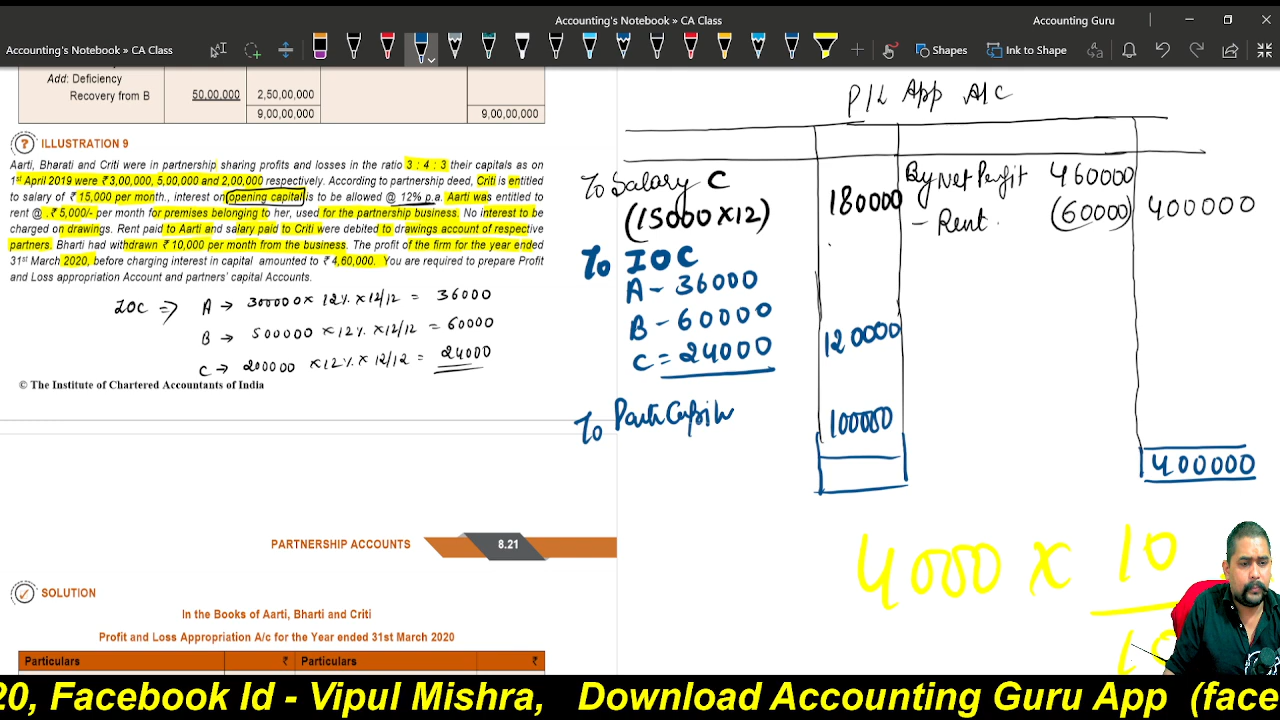 Accounting's Notebook » CA Class
Accounting Guru
Accounting's Notebook » CA Class
Shapes
Ink to Shape
Add: Deficiency
Recovery from B 50,00,000 2,50,00,000
9,00,00,000 9,00,00,000
? ILLUSTRATION 9
Aarti, Bharati and Criti were in partnership sharing profits and losses in the ratio 3 : 4 : 3 their capitals as on
1st April 2019 were ₹ 3,00,000, 5,00,000 and 2,00,000 respectively. According to partnership deed, Criti is entitled
to salary of ₹ 15,000 per month., interest on opening capital is to be allowed @ 12% p.a. Aarti was entitled to
rent @ .₹ 5,000/- per month for premises belonging to her, used for the partnership business. No interest to be
charged on drawings. Rent paid to Aarti and salary paid to Criti were debited to drawings account of respective
partners. Bharti had withdrawn ₹ 10,000 per month from the business. The profit of the firm for the year ended
31st March 2020, before charging interest in capital amounted to ₹ 4,60,000. You are required to prepare Profit
and Loss appropriation Account and partners' capital Accounts.
IOC ⇒ A → 300000 × 12% × 12/12 = 36000
B → 500000 × 12% × 12/12 = 60000
C → 200000 × 12% × 12/12 = 24000
© The Institute of Chartered Accountants of India
PARTNERSHIP ACCOUNTS 8.21
SOLUTION
In the Books of Aarti, Bharti and Criti
Profit and Loss Appropriation A/c for the Year ended 31st March 2020
Particulars ₹ Particulars ₹
P/L App A/C
To Salary C
(15000×12) 180000
To IOC
A - 36000
B - 60000
C = 24000 120000
To 100000
By Net Profit 460000
- Rent (60000) 400000
400000
4000 × 10
10
20, Facebook Id - Vipul Mishra, Download Accounting Guru App (face